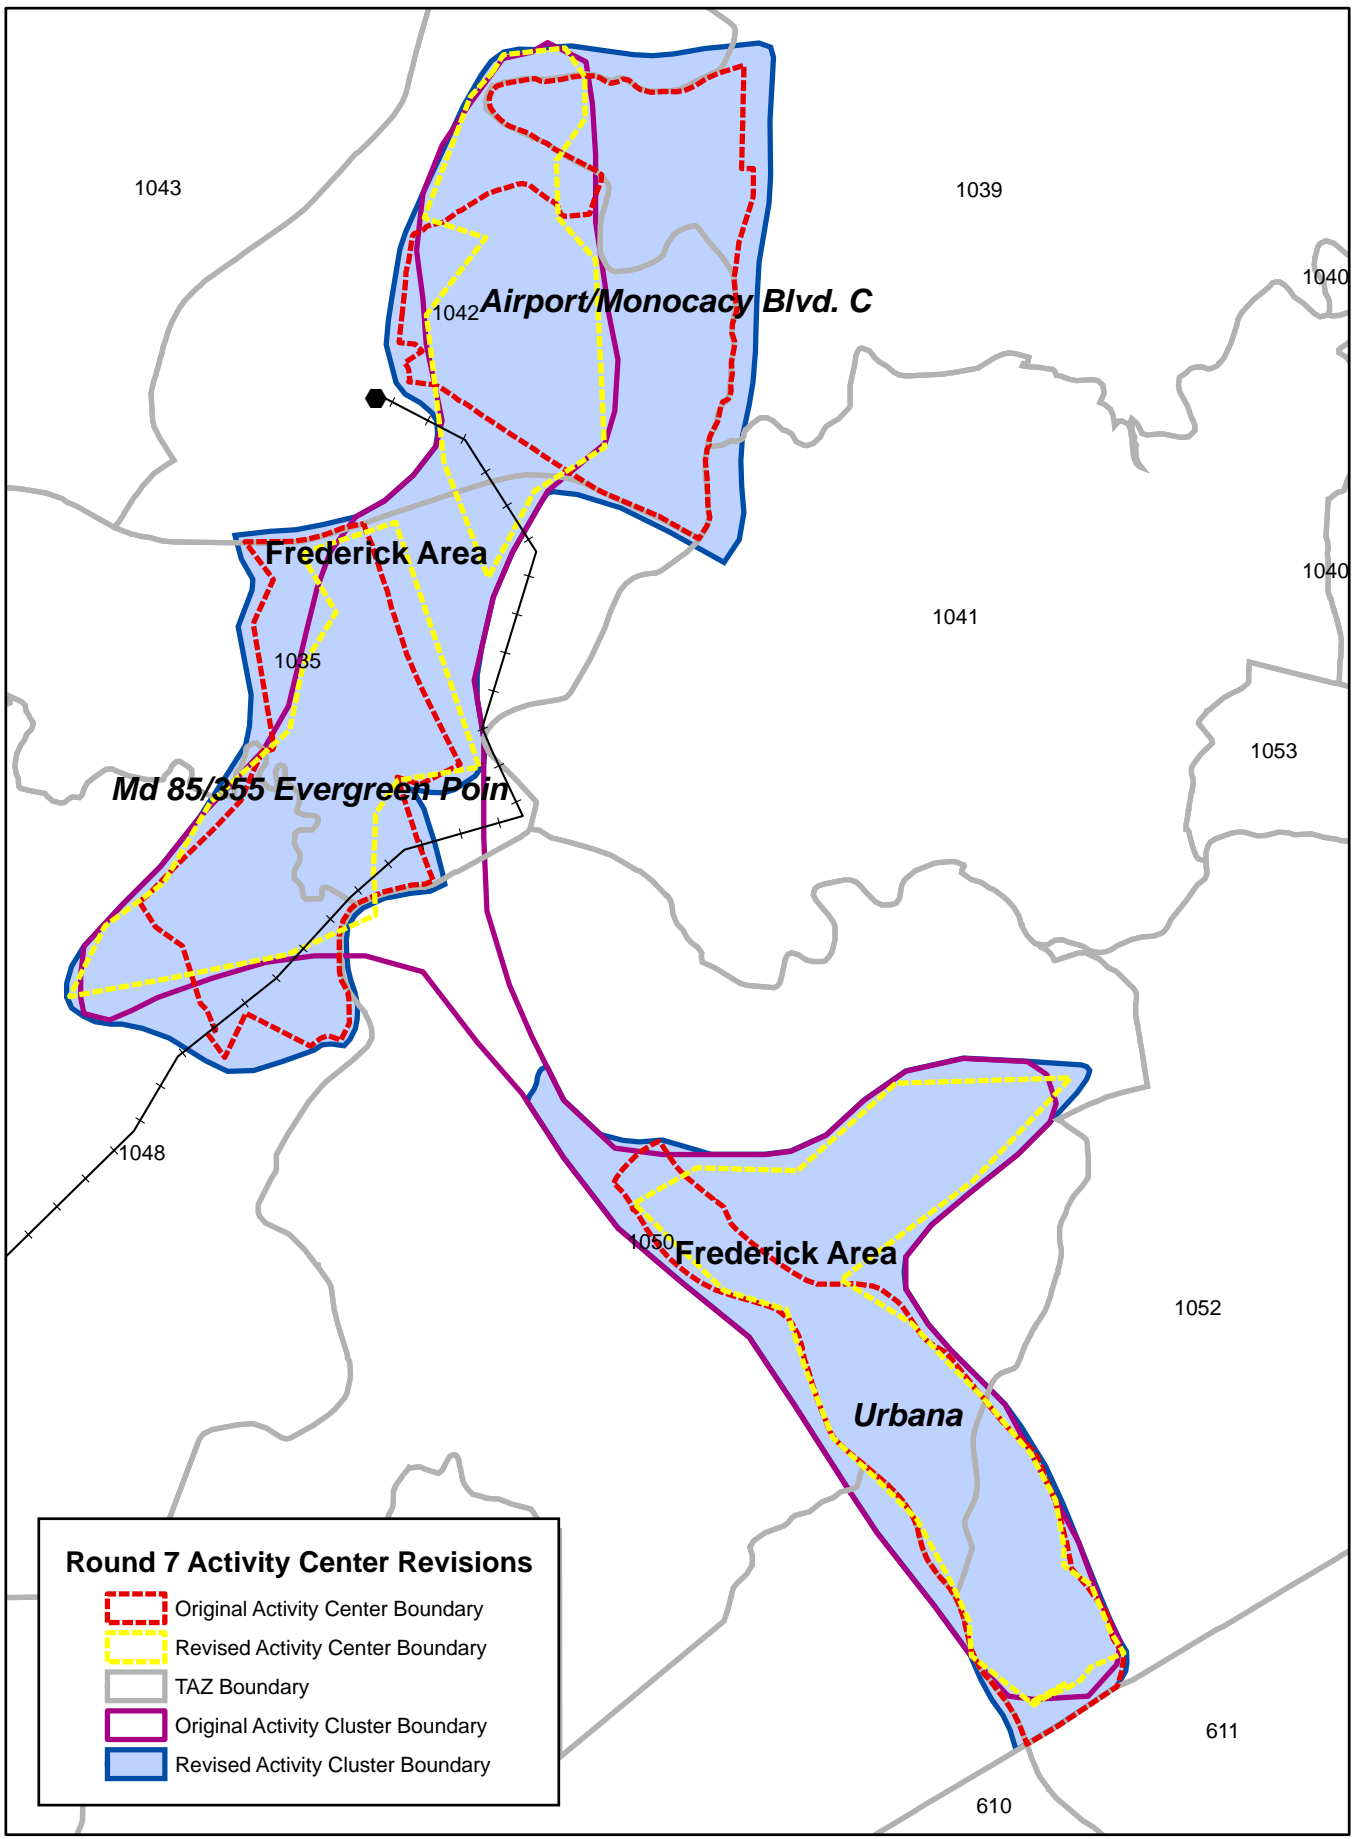 1043
1039
1040
1042
Airport/Monocacy Blvd. C
Frederick Area
1040
1041
1035
1053
Md 85/355 Evergreen Poin
1048
1050
Frederick Area
1052
Urbana
Round 7 Activity Center Revisions
Original Activity Center Boundary
Revised Activity Center Boundary
TAZ Boundary
Original Activity Cluster Boundary
Revised Activity Cluster Boundary
611
610